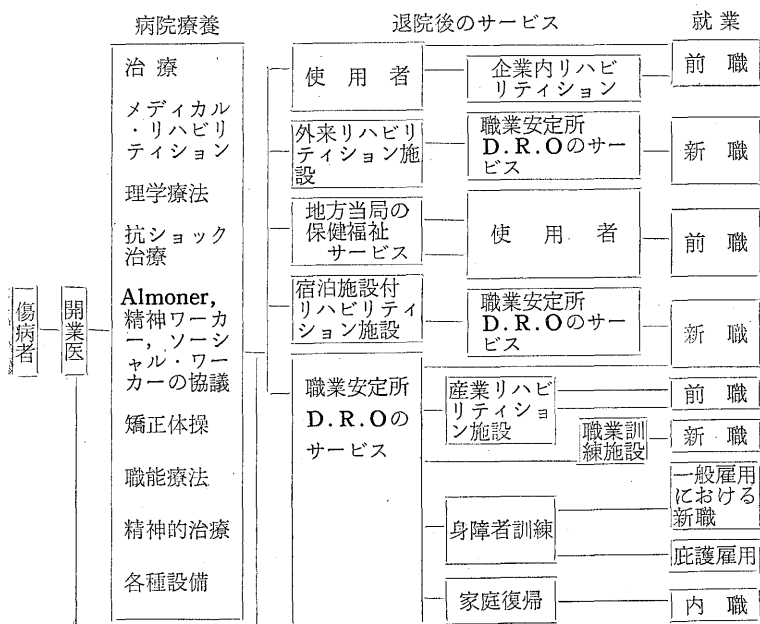 病院療養
退院後のサービス
就業
傷病者
開業医
治療
メディカル
・リハビリ
ティション
理学療法
抗ショック
治療
Almoner,
精神ワーカ
ー，ソーシ
ャル・ワー
カーの協議
矯正体操
職能療法
精神的治療
各種設備
使用者
企業内リハビ
リティション
前職
外来リハビリ
ティション施
設
職業安定所
D.R.Oのサー
ビス
新職
地方当局の
保健福祉
サービス
使用者
前職
宿泊施設付
リハビリティ
ション施設
職業安定所
D.R.Oのサー
ビス
新職
職業安定所
D.R.Oの
サービス
産業リハビ
リティショ
ン施設
前職
職業訓
練施設
新職
身障者訓練
一般雇用
における
新職
庇護雇用
家庭復帰
内職